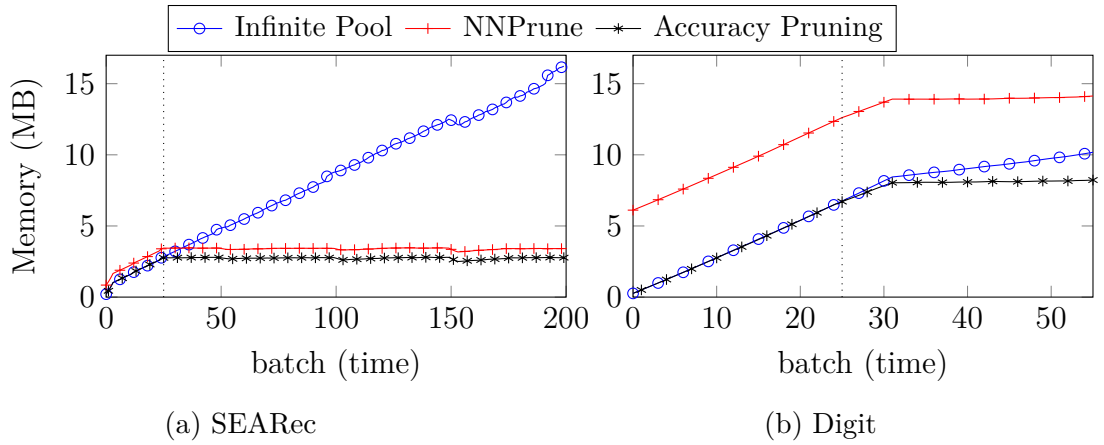 Infinite Pool NNPrune Accuracy Pruning
15
10
5
0
Memory (MB)
0 50 100 150 200
batch (time)
(a) SEARec
15
10
5
0
0 10 20 30 40 50
batch (time)
(b) Digit